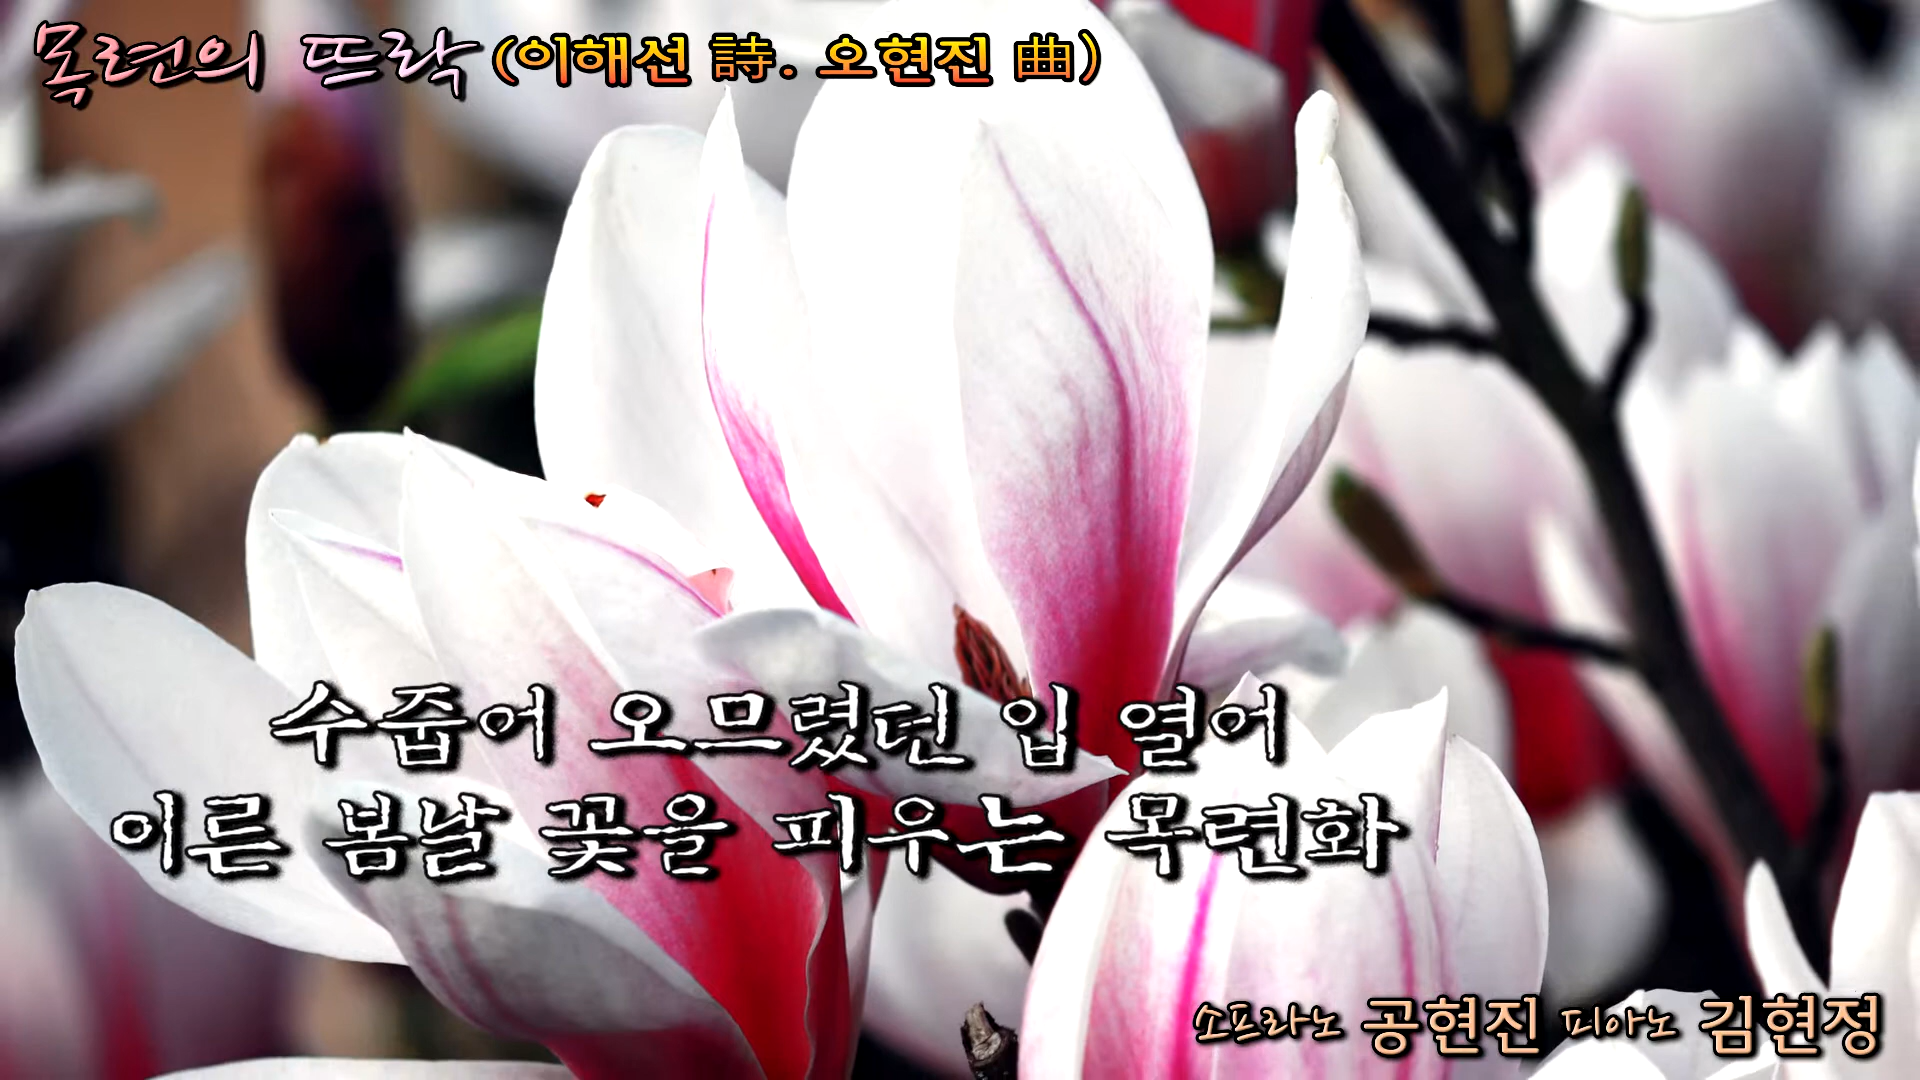 목련의 뜨락 (이해선 詩. 오현진 曲)
수줍어 오므렸던 입 열어
이른 봄날 꽃을 피우는 목련화
소프라노 공현진 피아노 김현정